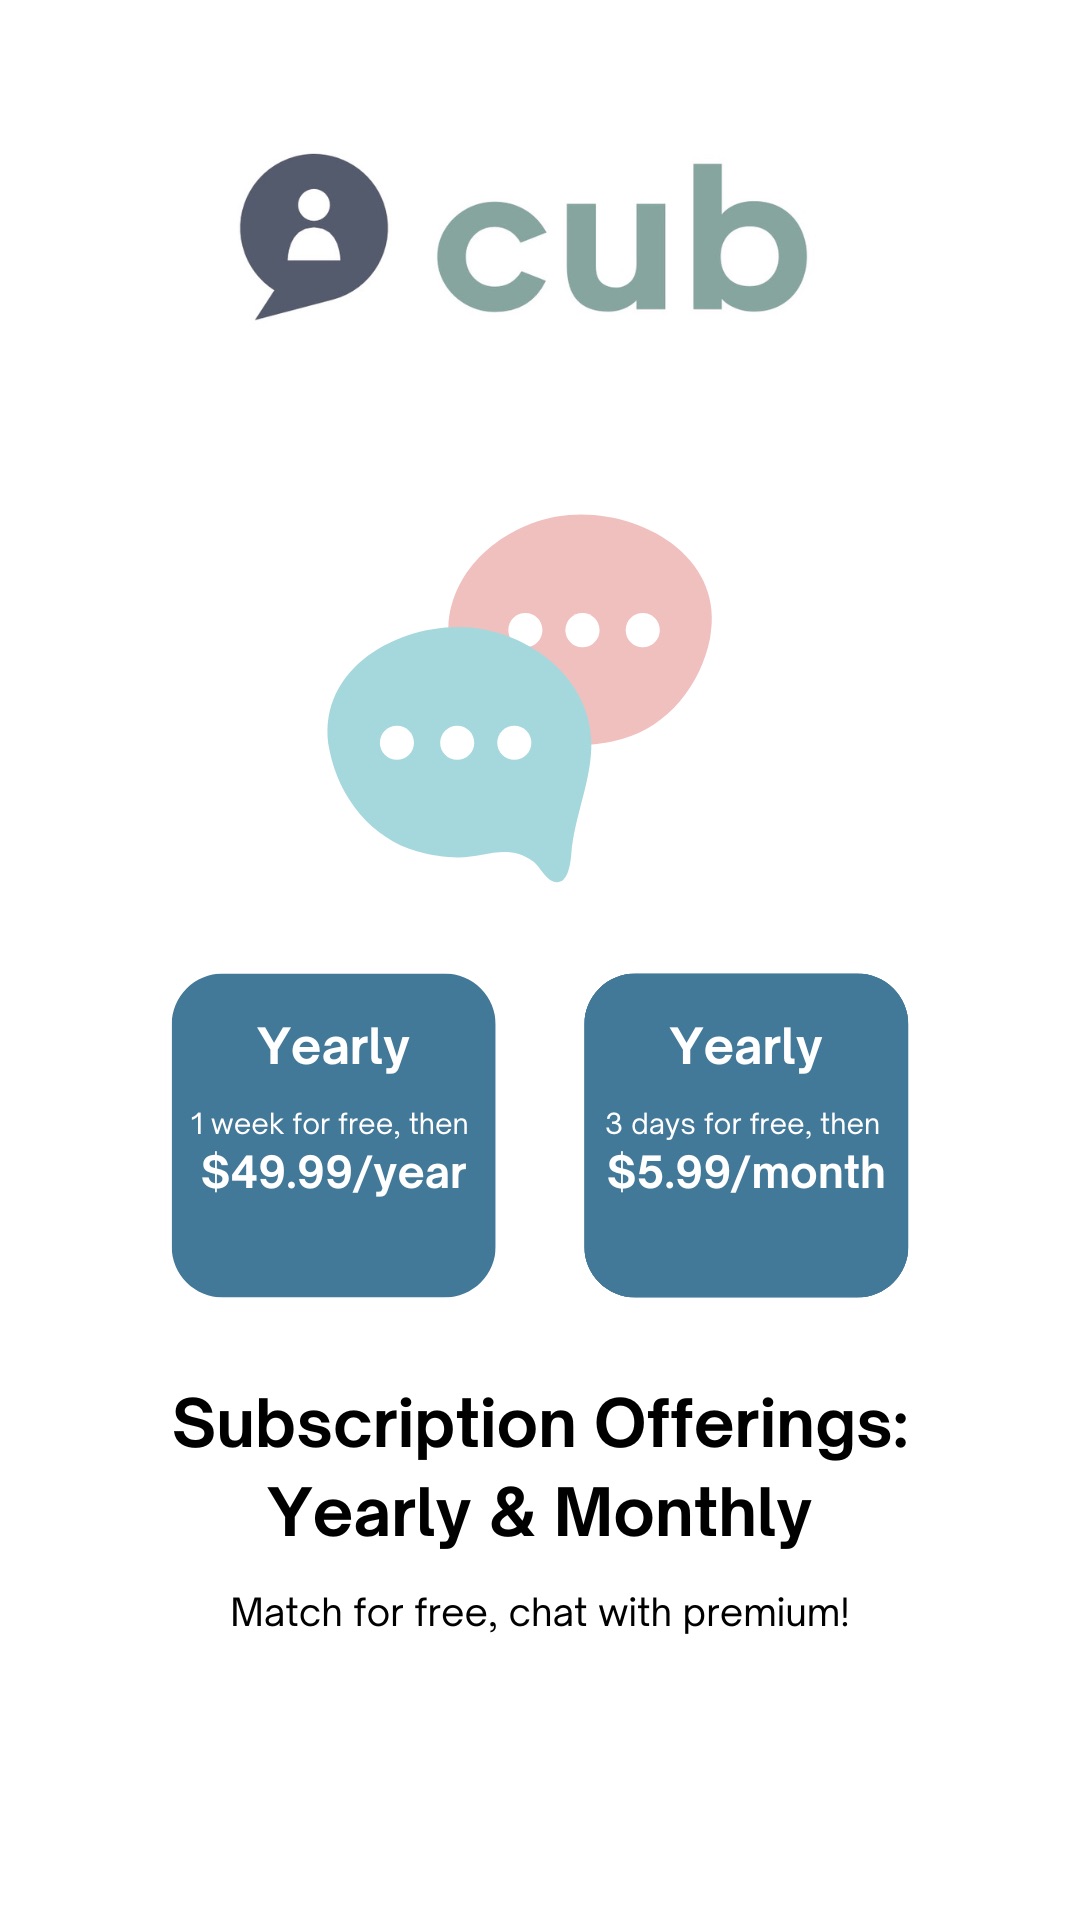 cub
Yearly
1 week for free, then
$49.99/year
Yearly
3 days for free, then
$5.99/month
Subscription Offerings:
Yearly & Monthly
Match for free, chat with premium!